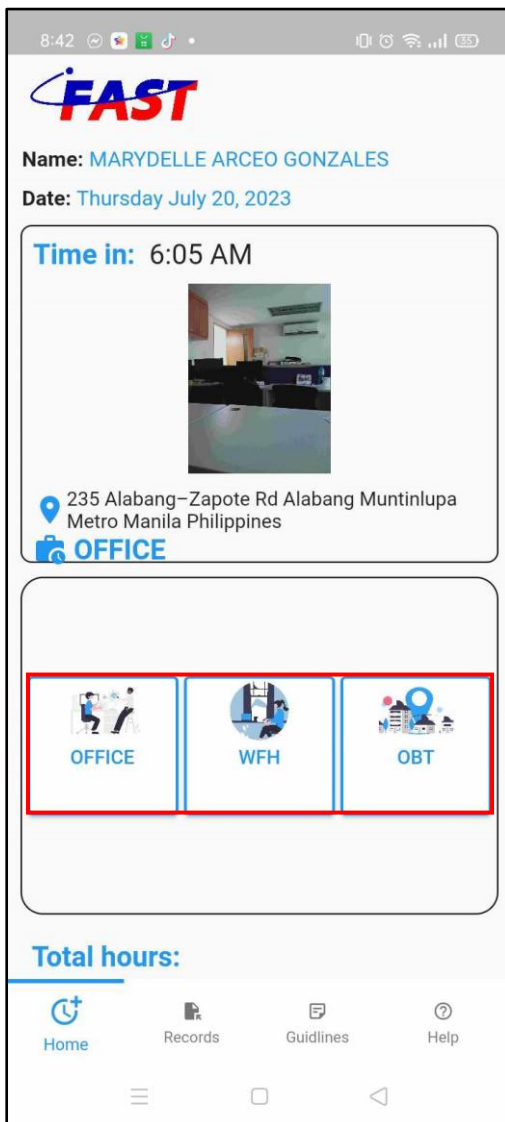 8:42
35
FAST
Name: MARYDELLE ARCEO GONZALES
Date: Thursday July 20, 2023
Time in: 6:05 AM
235 Alabang–Zapote Rd Alabang Muntinlupa
Metro Manila Philippines
OFFICE
OFFICE WFH OBT
Total hours:
Home Records Guidlines Help